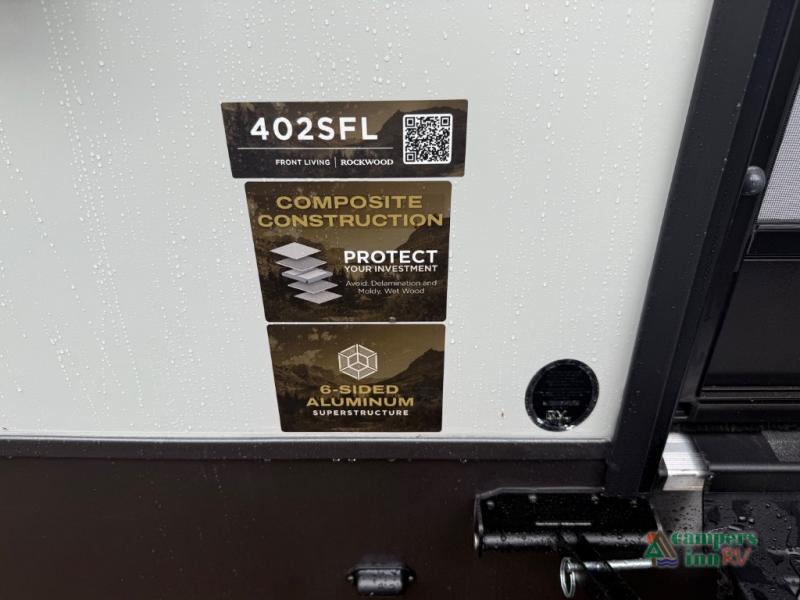 402SFL
FRONT LIVING | ROCKWOOD
COMPOSITE
CONSTRUCTION
PROTECT
YOUR INVESTMENT
Avoid: Delamination and
Moldy, Wet Wood
6-SIDED
ALUMINUM
SUPERSTRUCTURE
campers
inn RV